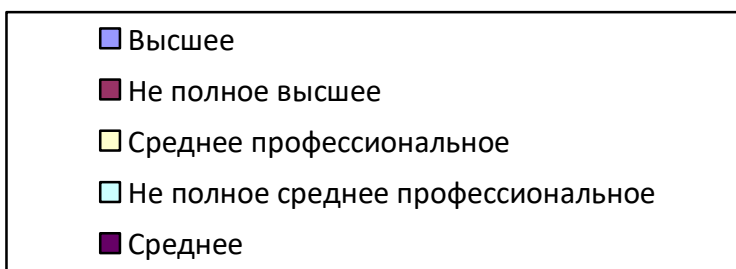 Высшее
Не полное высшее
Среднее профессиональное
Не полное среднее профессиональное
Среднее